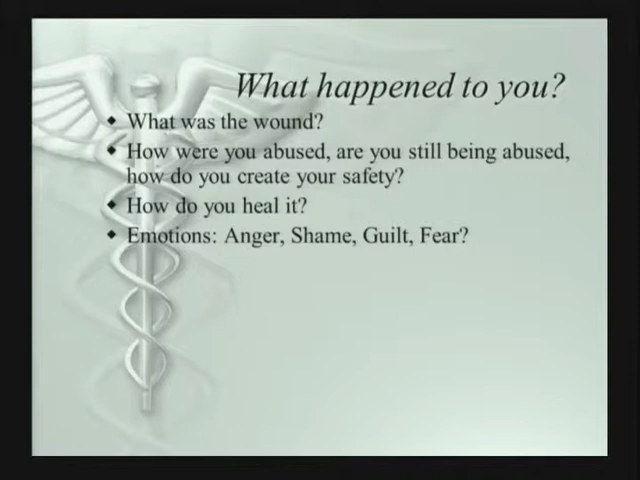 What happened to you?
What was the wound?
How were you abused, are you still being abused,
how do you create your safety?
How do you heal it?
Emotions: Anger, Shame, Guilt, Fear?